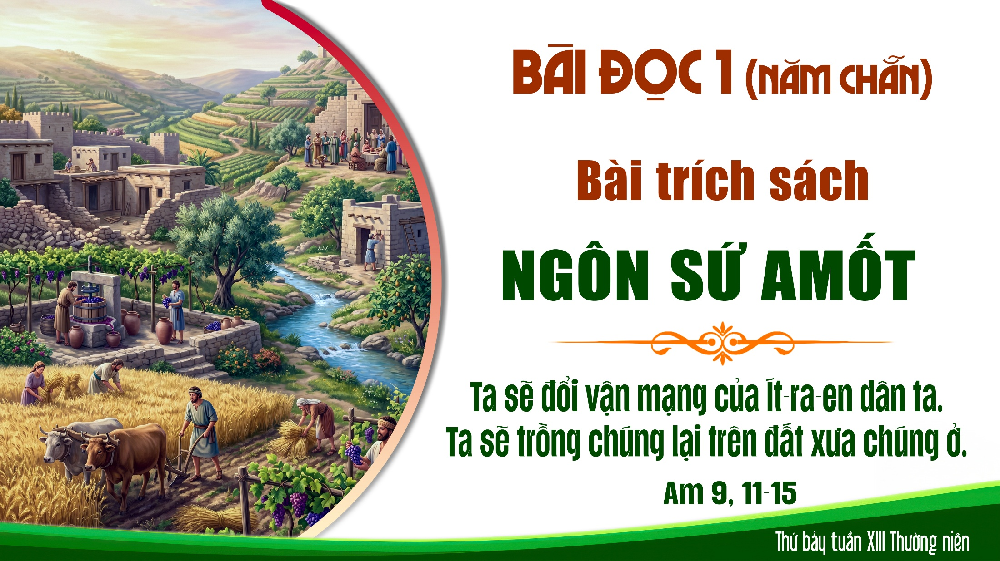 BÀI ĐỌC 1 (NĂM CHẴN)
Bài trích sách
NGÔN SỨ AMỐT
Ta sẽ đổi vận mạng của Ít-ra-en dân ta.
Ta sẽ trồng chúng lại trên đất xưa chúng ở.
Am 9, 11-15
Thứ bảy tuần XIII Thường niên